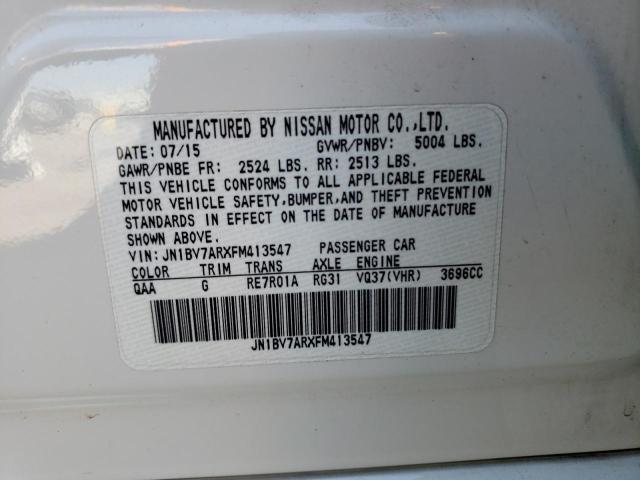 MANUFACTURED BY NISSAN MOTOR CO.,LTD.
DATE: 07/15 GVWR/PNBV: 5004 LBS.
GAWR/PNBE FR: 2524 LBS. RR: 2513 LBS.
THIS VEHICLE CONFORMS TO ALL APPLICABLE FEDERAL
MOTOR VEHICLE SAFETY,BUMPER,AND THEFT PREVENTION
STANDARDS IN EFFECT ON THE DATE OF MANUFACTURE
SHOWN ABOVE.
VIN: JN1BV7ARXFM413547 PASSENGER CAR
COLOR TRIM TRANS AXLE ENGINE
QAA G RE7R01A RG31 VQ37(VHR) 3696CC
JN1BV7ARXFM413547